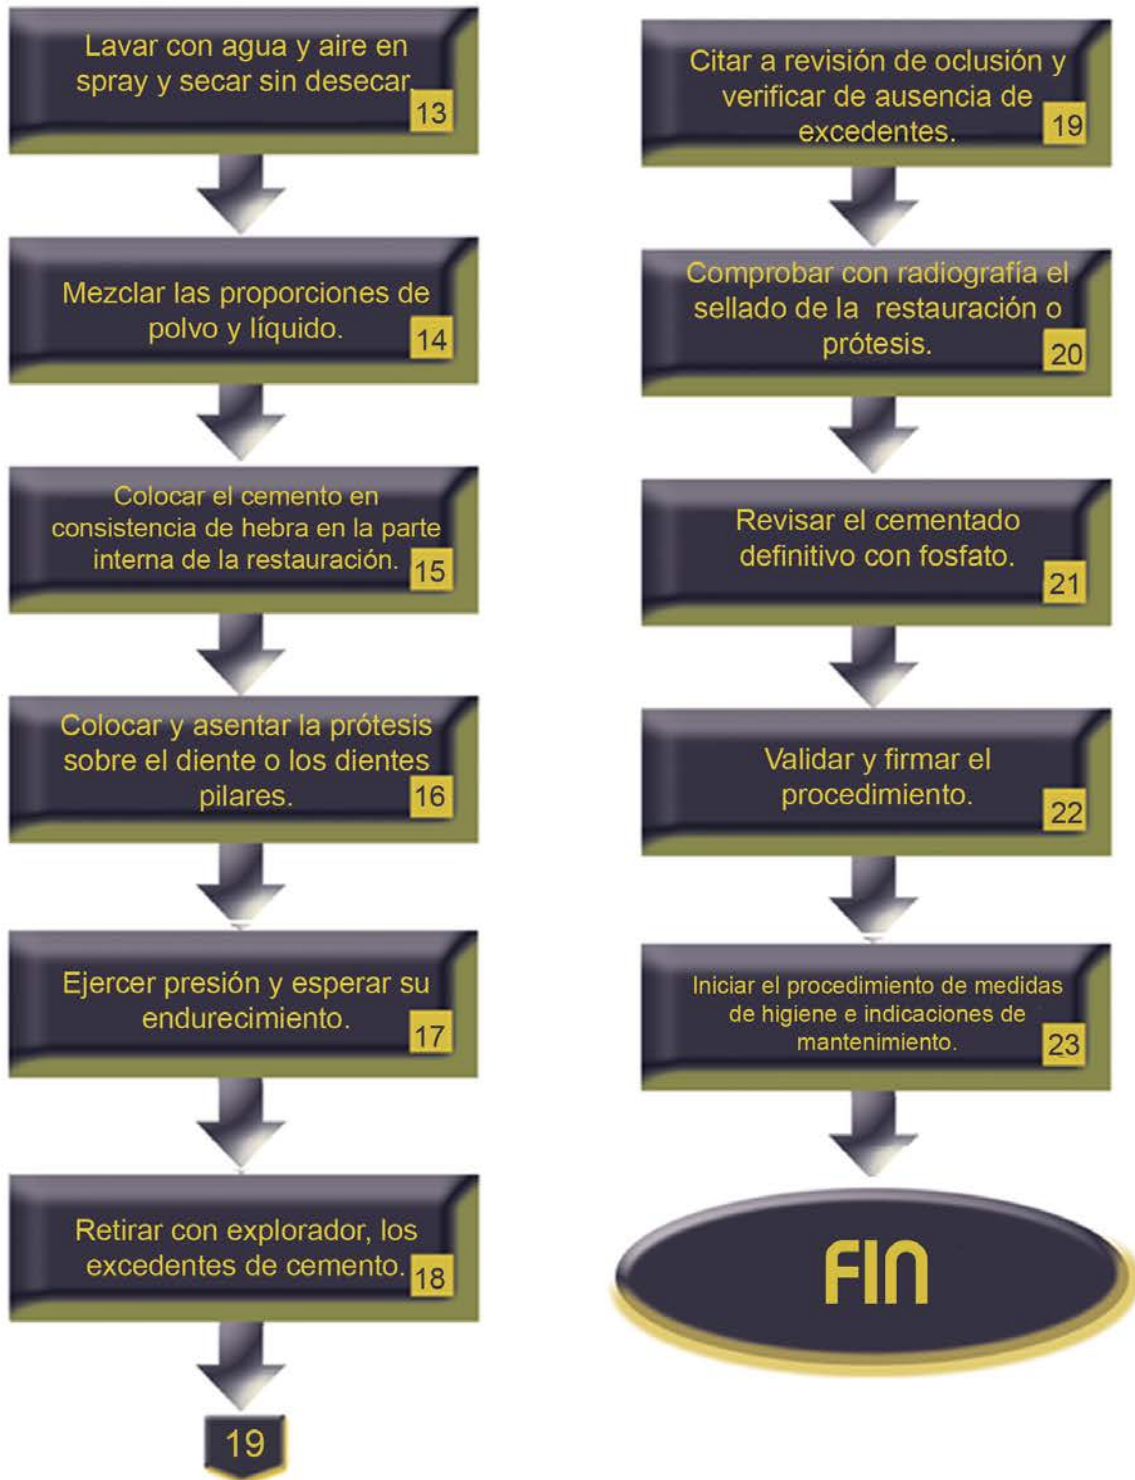 Lavar con agua y aire en
spray y secar sin desecar.
13
Mezclar las proporciones de
polvo y líquido.
14
Colocar el cemento en
consistencia de hebra en la parte
interna de la restauración.
15
Colocar y asentar la prótesis
sobre el diente o los dientes
pilares.
16
Ejercer presión y esperar su
endurecimiento.
17
Retirar con explorador, los
excedentes de cemento.
18
19
Citar a revisión de oclusión y
verificar de ausencia de
excedentes.
19
Comprobar con radiografía el
sellado de la restauración o
prótesis.
20
Revisar el cementado
definitivo con fosfato.
21
Validar y firmar el
procedimiento.
22
Iniciar el procedimiento de medidas
de higiene e indicaciones de
mantenimiento.
23
FIN